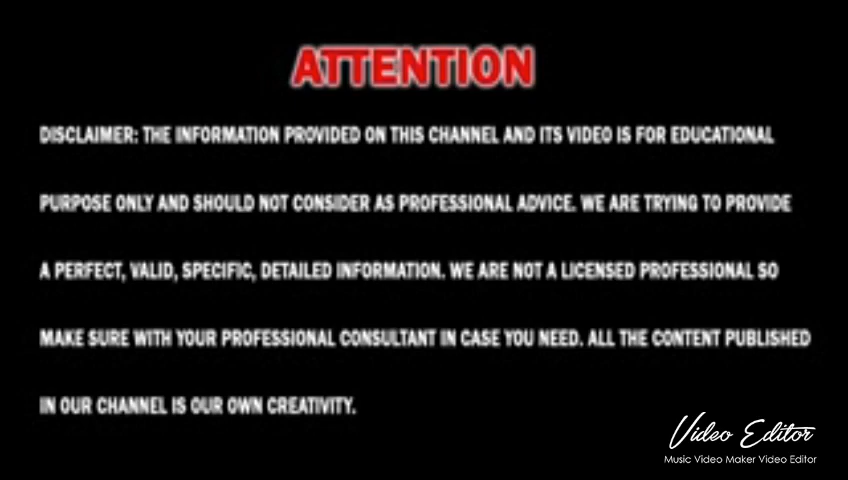 ATTENTION
DISCLAIMER: THE INFORMATION PROVIDED ON THIS CHANNEL AND ITS VIDEO IS FOR EDUCATIONAL
PURPOSE ONLY AND SHOULD NOT CONSIDER AS PROFESSIONAL ADVICE. WE ARE TRYING TO PROVIDE
A PERFECT, VALID, SPECIFIC, DETAILED INFORMATION. WE ARE NOT A LICENSED PROFESSIONAL SO
MAKE SURE WITH YOUR PROFESSIONAL CONSULTANT IN CASE YOU NEED. ALL THE CONTENT PUBLISHED
IN OUR CHANNEL IS OUR OWN CREATIVITY.
Video Editor
Music Video Maker Video Editor